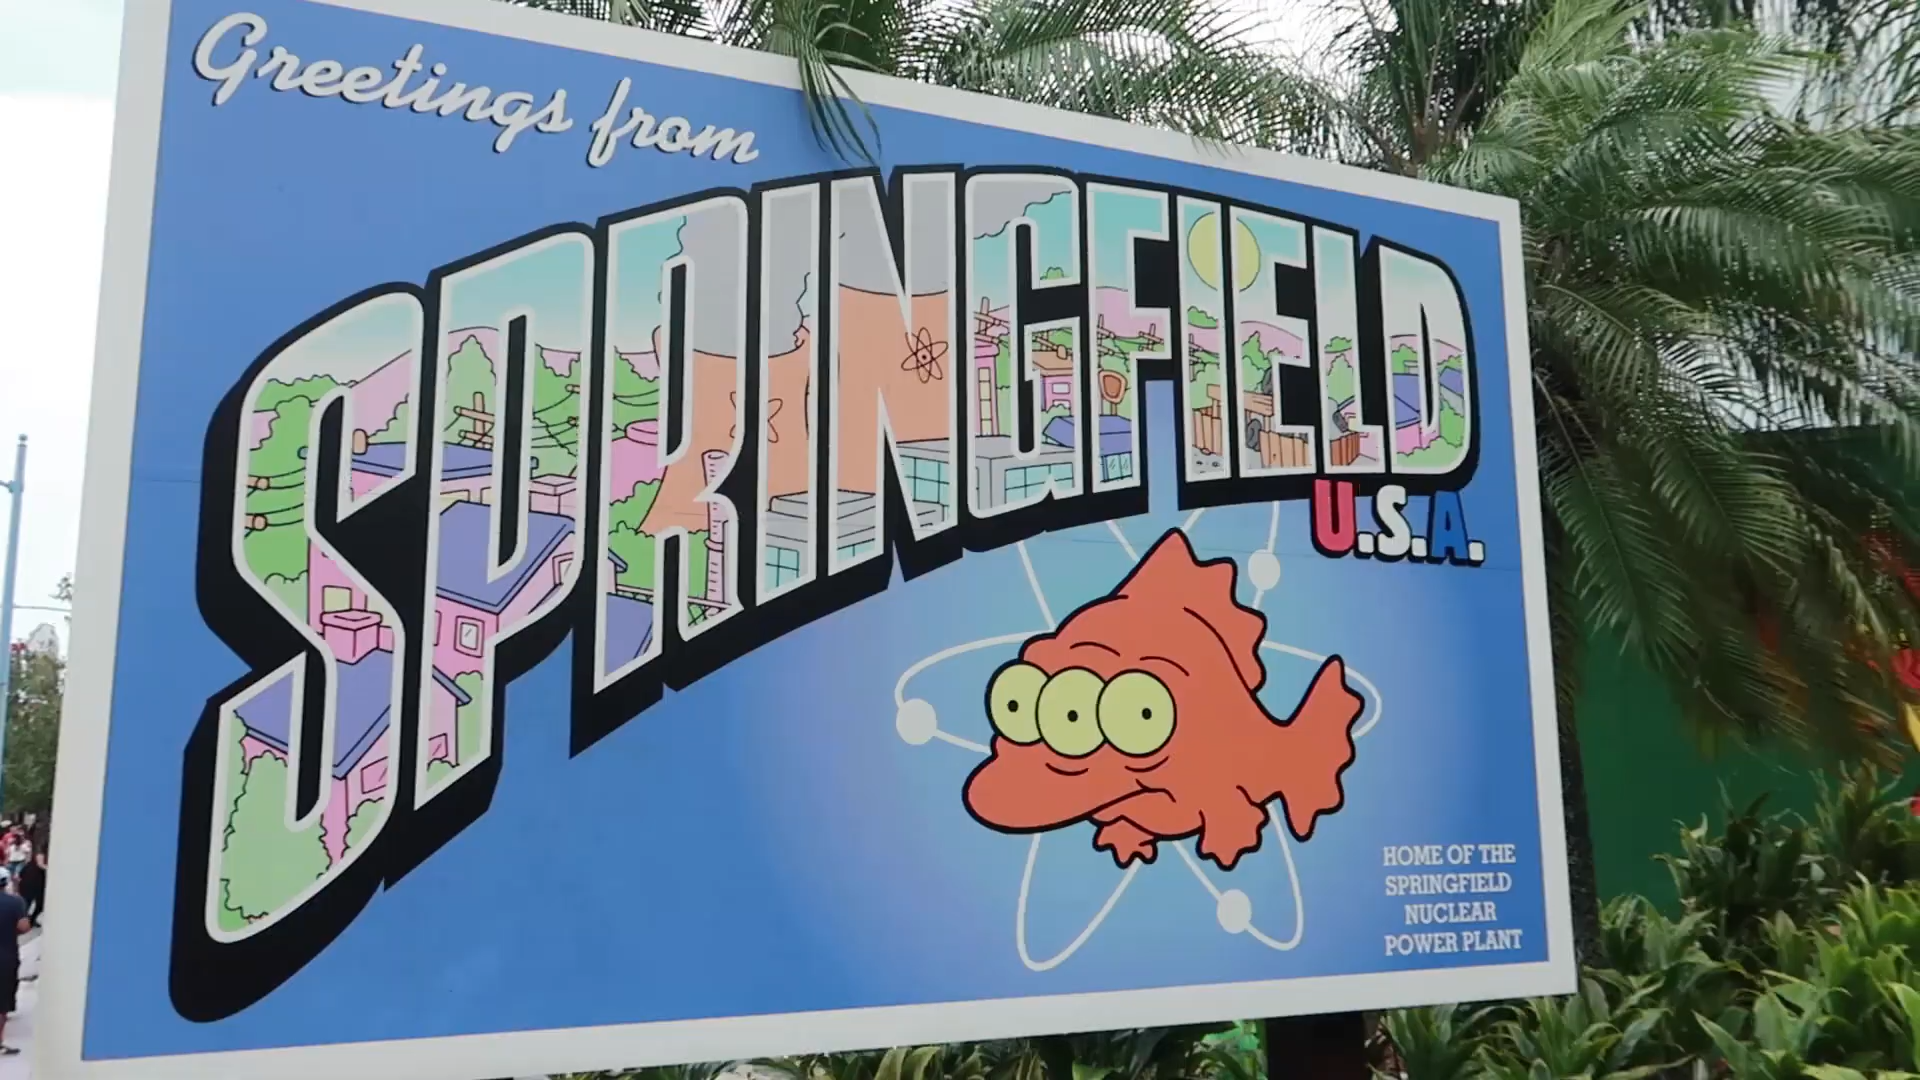 Greetings from
SPRINGFIELD
U.S.A.
HOME OF THE
SPRINGFIELD
NUCLEAR
POWER PLANT